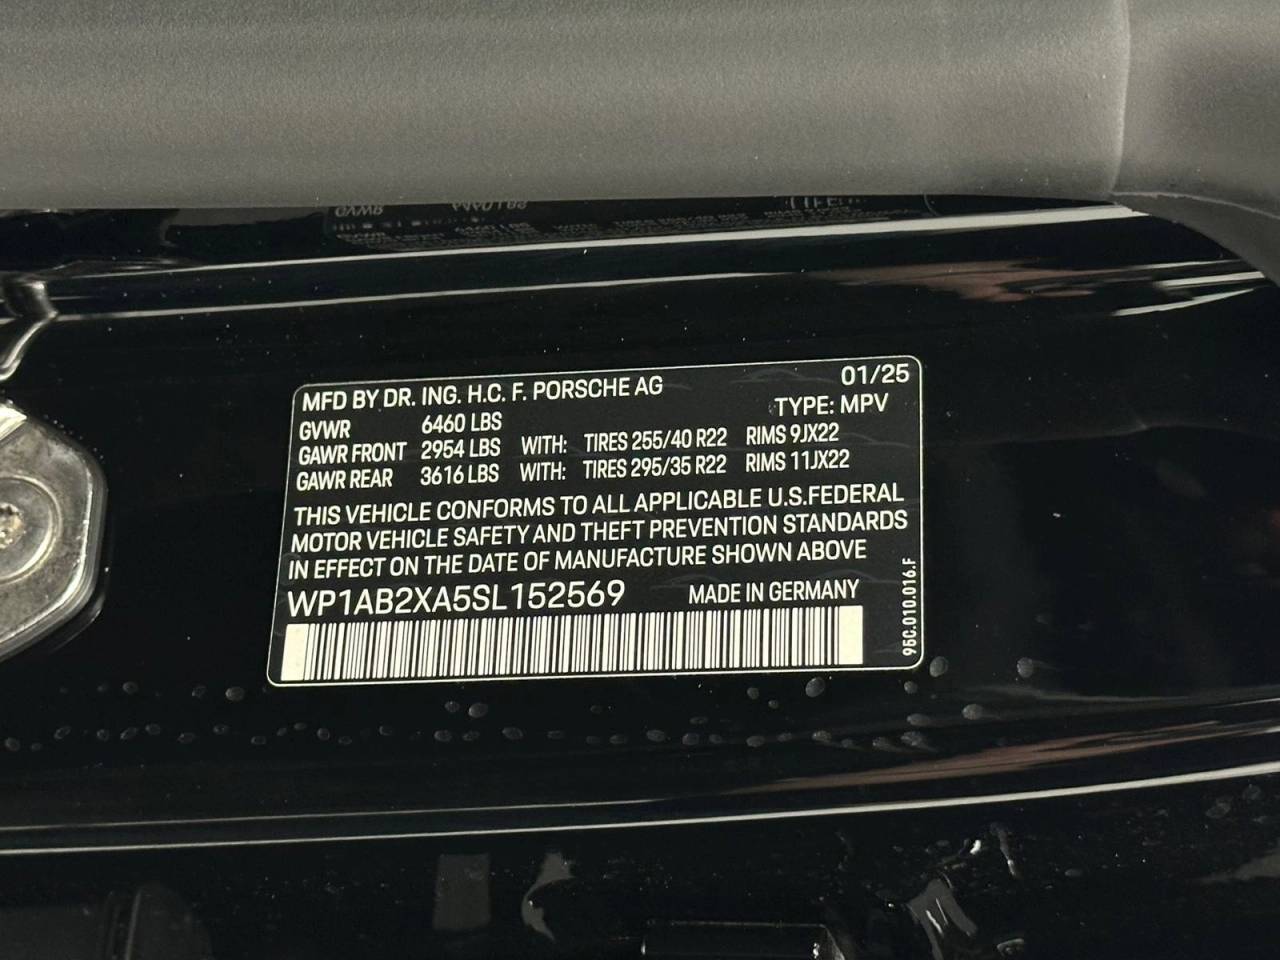 MFD BY DR. ING. H.C. F. PORSCHE AG 01/25
TYPE: MPV
GVWR 6460 LBS
GAWR FRONT 2954 LBS WITH: TIRES 255/40 R22 RIMS 9JX22
GAWR REAR 3616 LBS WITH: TIRES 295/35 R22 RIMS 11JX22
THIS VEHICLE CONFORMS TO ALL APPLICABLE U.S.FEDERAL
MOTOR VEHICLE SAFETY AND THEFT PREVENTION STANDARDS
IN EFFECT ON THE DATE OF MANUFACTURE SHOWN ABOVE
WP1AB2XA5SL152569 MADE IN GERMANY
95C.010.016.F